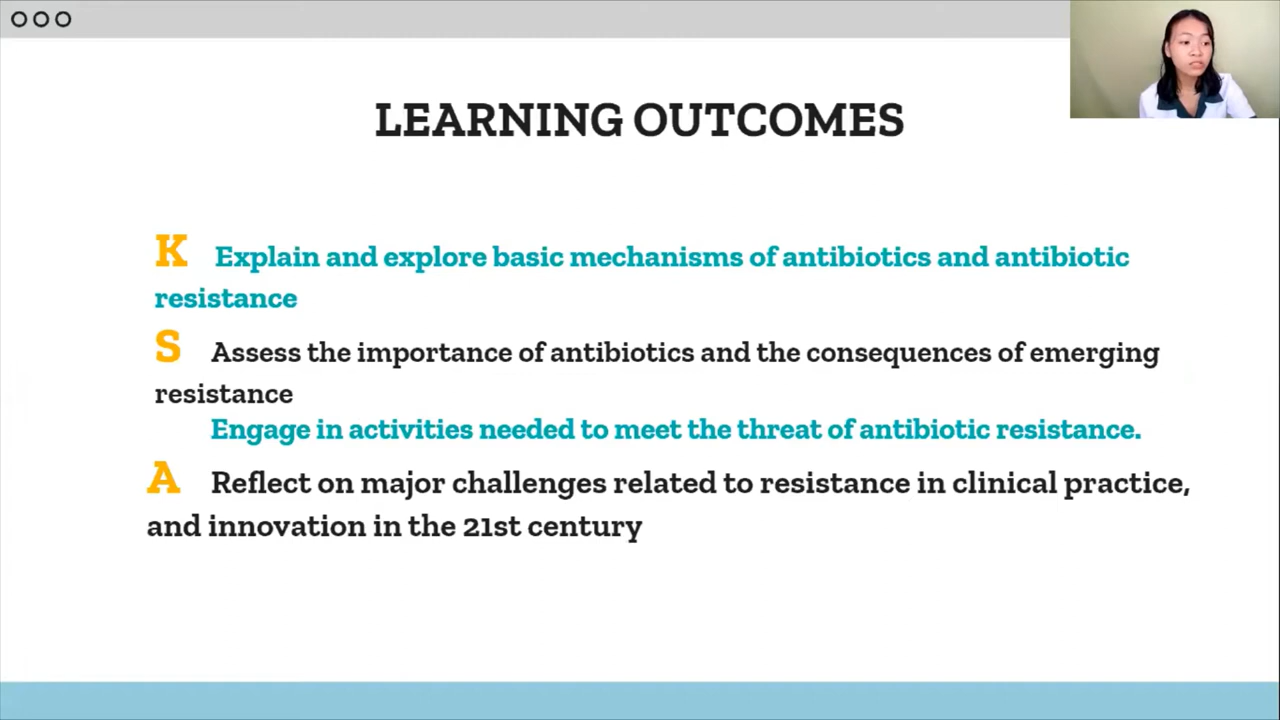 LEARNING OUTCOMES
K Explain and explore basic mechanisms of antibiotics and antibiotic
resistance
S Assess the importance of antibiotics and the consequences of emerging
resistance
Engage in activities needed to meet the threat of antibiotic resistance.
A Reflect on major challenges related to resistance in clinical practice,
and innovation in the 21st century